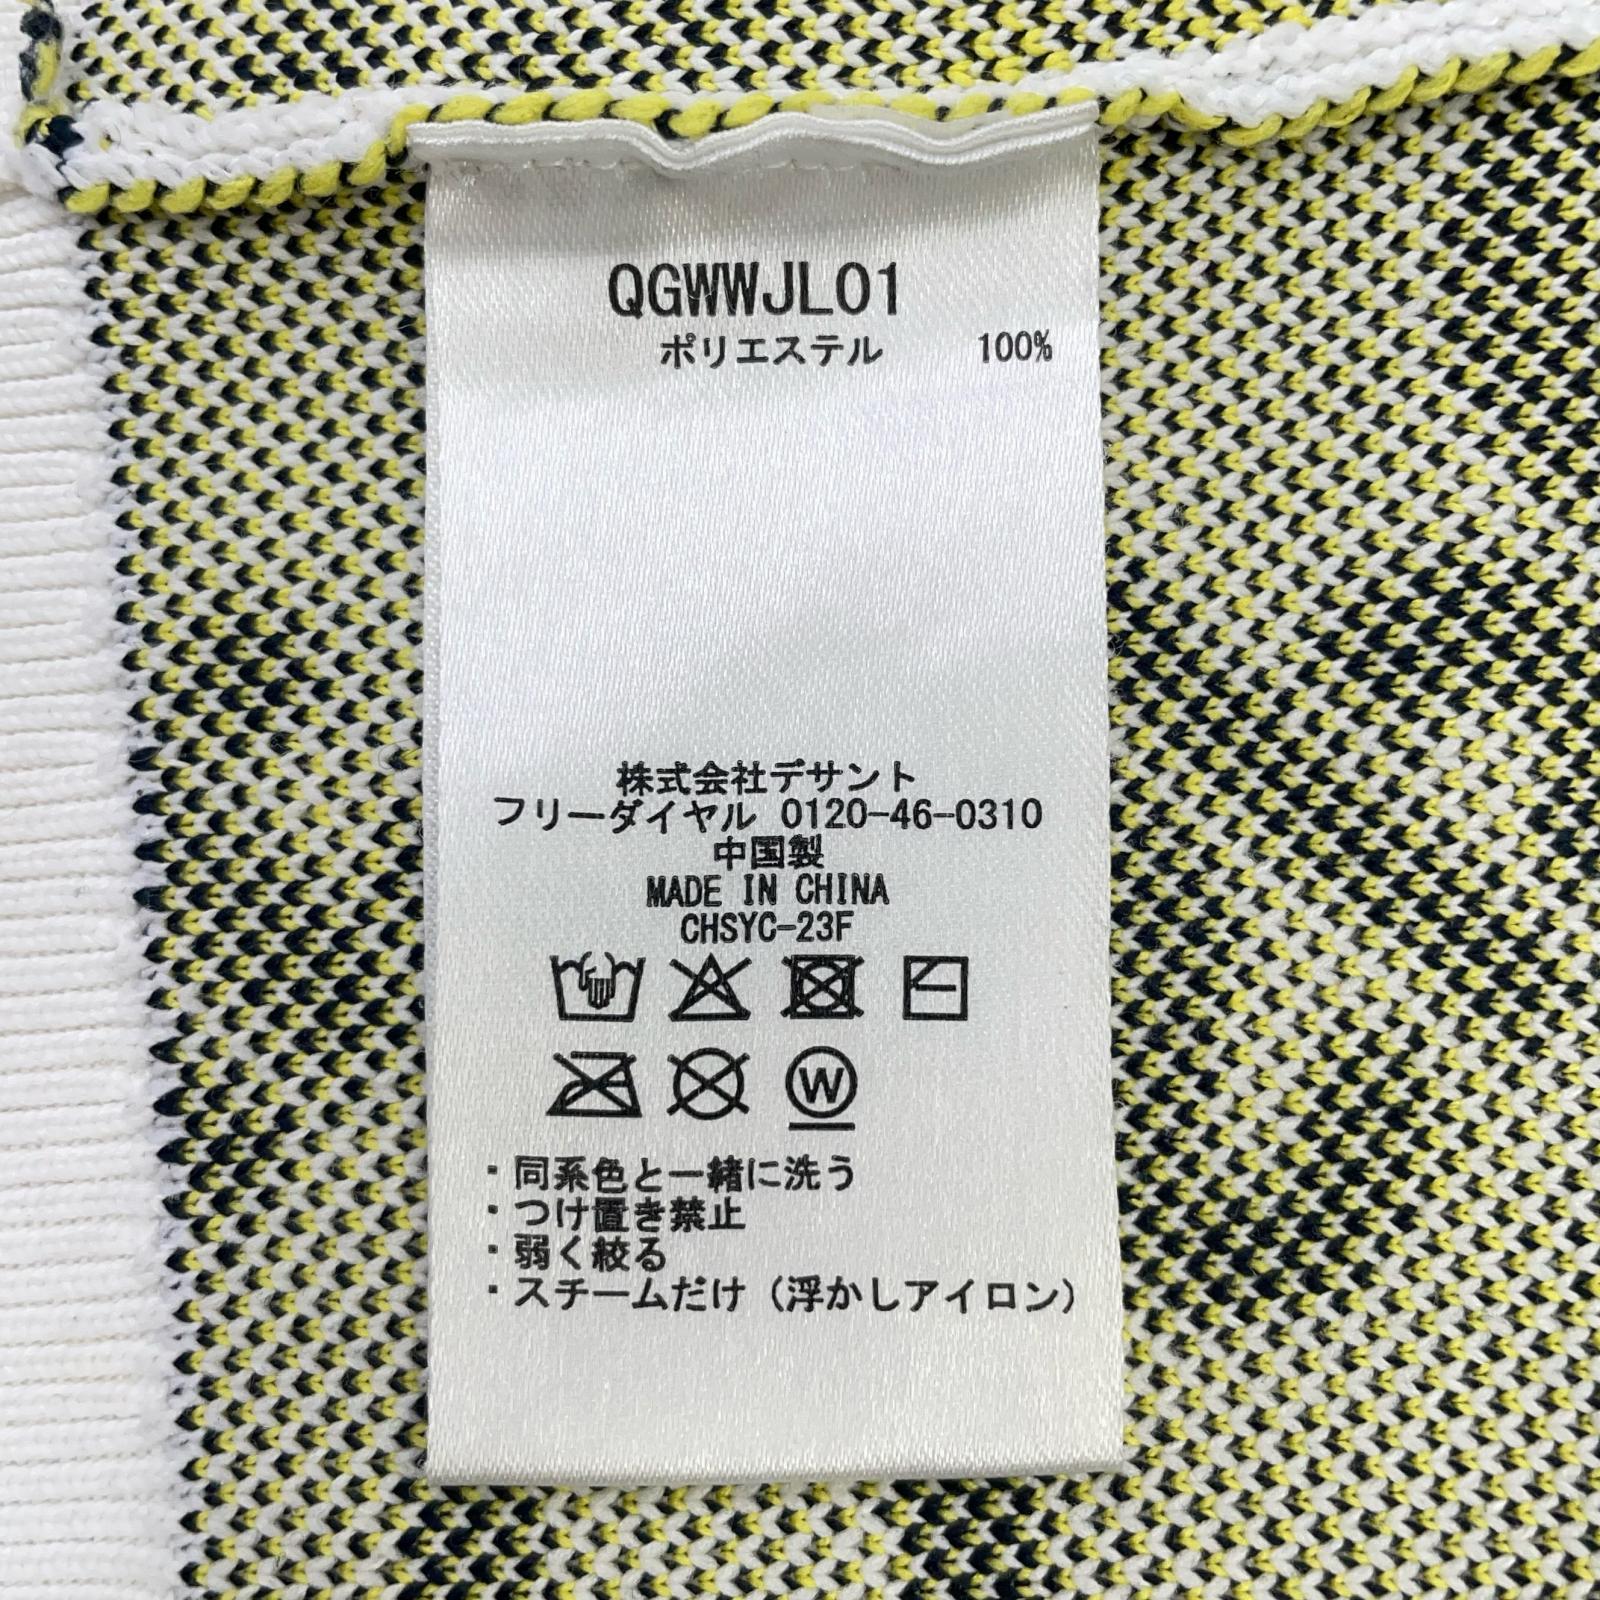 QGWWJL01
ポリエステル 100%
株式会社デサント
フリーダイヤル 0120-46-0310
中国製
MADE IN CHINA
CHSYC-23F
W
・同系色と一緒に洗う
・つけ置き禁止
・弱く絞る
・スチームだけ（浮かしアイロン）